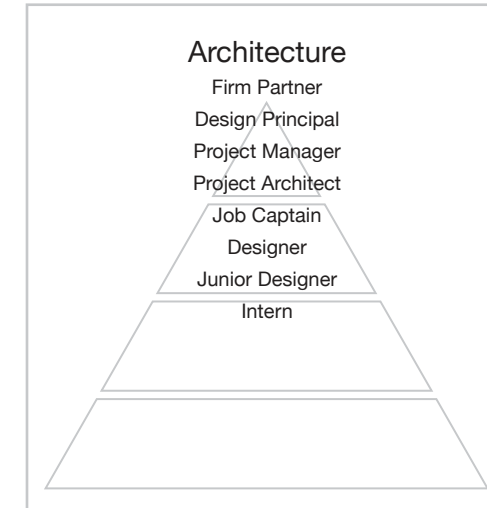 Architecture
Firm Partner
Design Principal
Project Manager
Project Architect
Job Captain
Designer
Junior Designer
Intern